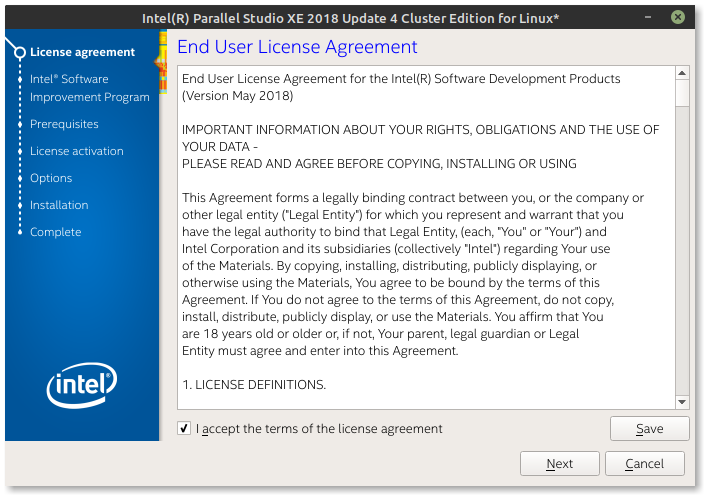 Intel(R) Parallel Studio XE 2018 Update 4 Cluster Edition for Linux*
License agreement
Intel® Software
Improvement Program
Prerequisites
License activation
Options
Installation
Complete
intel®
End User License Agreement
End User License Agreement for the Intel(R) Software Development Products
(Version May 2018)
IMPORTANT INFORMATION ABOUT YOUR RIGHTS, OBLIGATIONS AND THE USE OF
YOUR DATA -
PLEASE READ AND AGREE BEFORE COPYING, INSTALLING OR USING
This Agreement forms a legally binding contract between you, or the company or
other legal entity ("Legal Entity") for which you represent and warrant that you
have the legal authority to bind that Legal Entity, (each, "You" or "Your") and
Intel Corporation and its subsidiaries (collectively "Intel") regarding Your use
of the Materials. By copying, installing, distributing, publicly displaying, or
otherwise using the Materials, You agree to be bound by the terms of this
Agreement. If You do not agree to the terms of this Agreement, do not copy,
install, distribute, publicly display, or use the Materials. You affirm that You
are 18 years old or older or, if not, Your parent, legal guardian or Legal
Entity must agree and enter into this Agreement.
1. LICENSE DEFINITIONS.
I accept the terms of the license agreement
Save
Next
Cancel